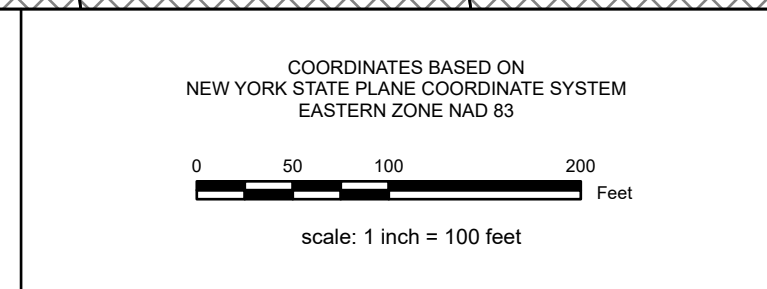 COORDINATES BASED ON
NEW YORK STATE PLANE COORDINATE SYSTEM
EASTERN ZONE NAD 83
0 50 100 200
Feet
scale: 1 inch = 100 feet